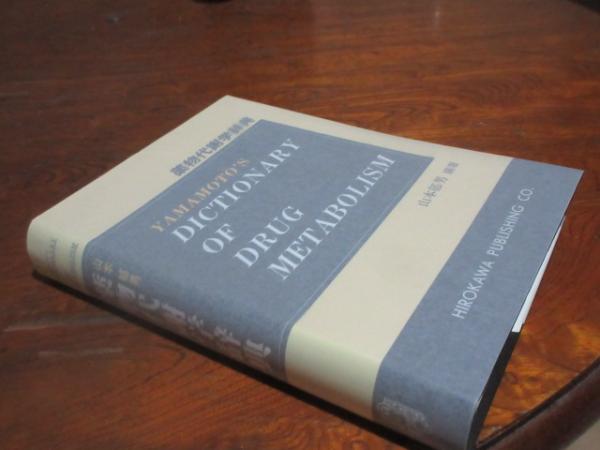 薬物代謝学辞典
YAMAMOTO'S
DICTIONARY
OF
DRUG
METABOLISM
山本郁男 編著
HIROKAWA PUBLISHING CO.